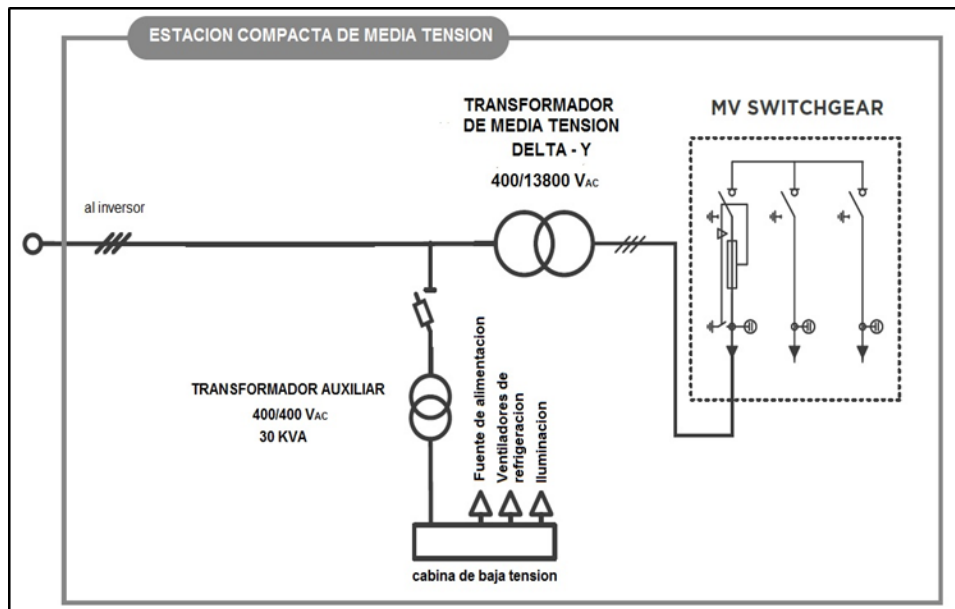 ESTACION COMPACTA DE MEDIA TENSION
TRANSFORMADOR
DE MEDIA TENSION
DELTA - Y
400/13800 VAC
MV SWITCHGEAR
al inversor
TRANSFORMADOR AUXILIAR
400/400 VAC
30 KVA
Fuente de alimentacion
Ventiladores de
refrigeracion
Iluminacion
cabina de baja tension